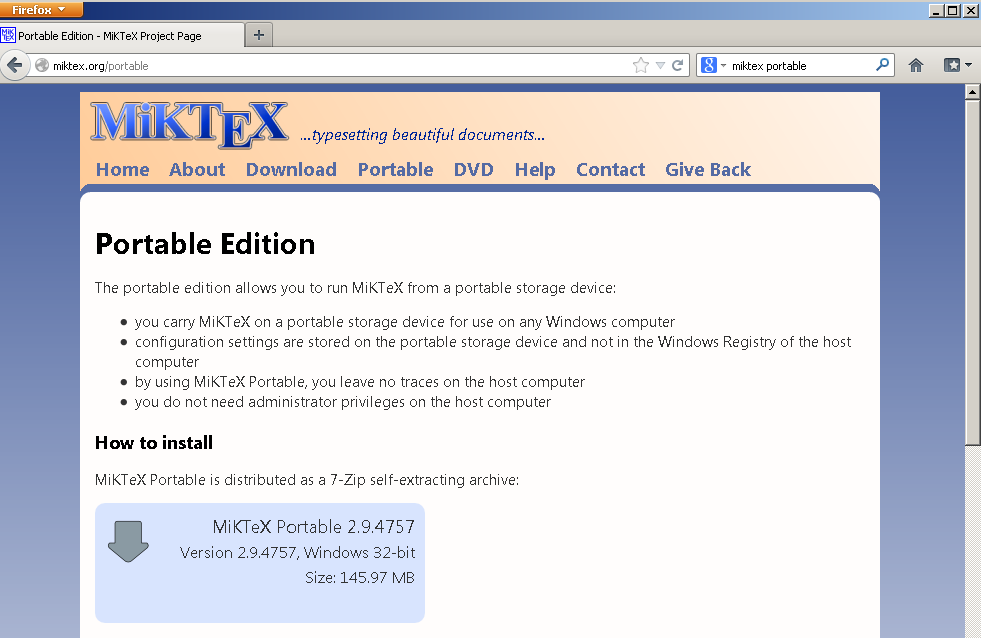 Firefox
Portable Edition - MiKTeX Project Page
miktex.org/portable
miktex portable
MiKTeX ...typesetting beautiful documents...
Home About Download Portable DVD Help Contact Give Back
Portable Edition
The portable edition allows you to run MiKTeX from a portable storage device:
you carry MiKTeX on a portable storage device for use on any Windows computer
configuration settings are stored on the portable storage device and not in the Windows Registry of the host
computer
by using MiKTeX Portable, you leave no traces on the host computer
you do not need administrator privileges on the host computer
How to install
MiKTeX Portable is distributed as a 7-Zip self-extracting archive:
MiKTeX Portable 2.9.4757
Version 2.9.4757, Windows 32-bit
Size: 145.97 MB